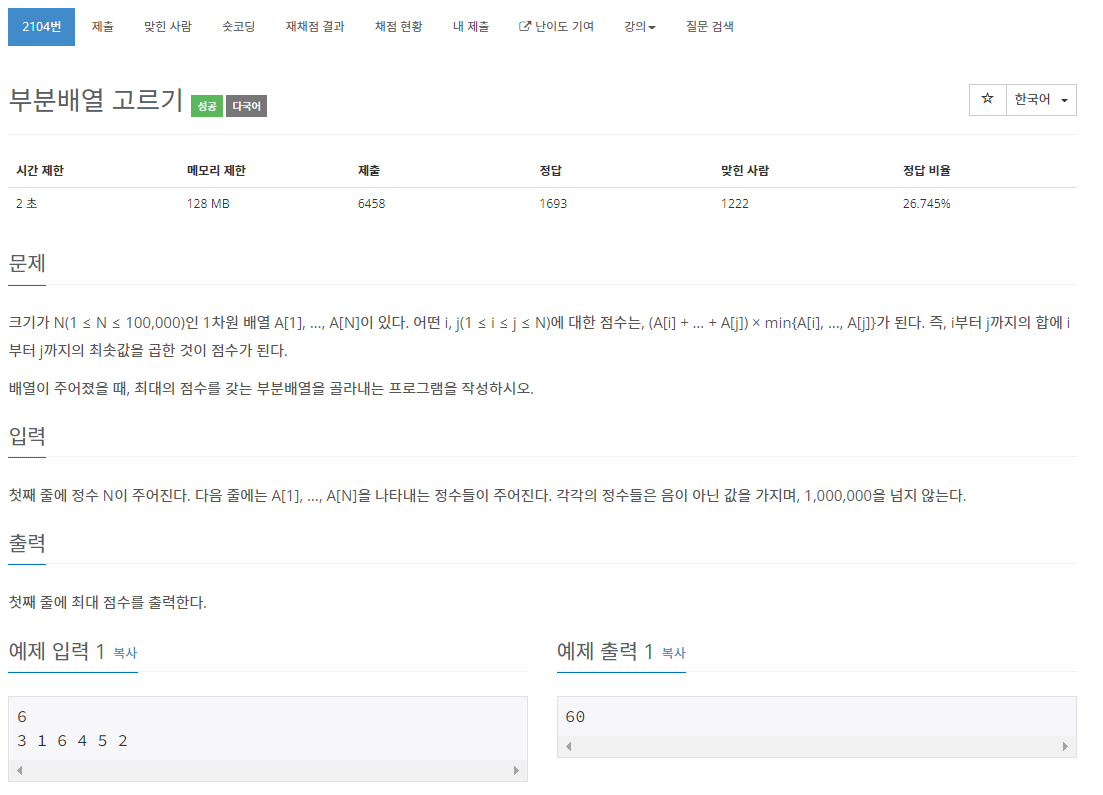 2104번 제출 맞힌 사람 숏코딩 재채점 결과 채점 현황 내 제출 난이도 기여 강의 질문 검색
부분배열 고르기 성공 다국어 ☆ 한국어
시간 제한 메모리 제한 제출 정답 맞힌 사람 정답 비율
2 초 128 MB 6458 1693 1222 26.745%
문제
크기가 N(1 ≤ N ≤ 100,000)인 1차원 배열 A[1], …, A[N]이 있다. 어떤 i, j(1 ≤ i ≤ j ≤ N)에 대한 점수는, (A[i] + … + A[j]) × min{A[i], …, A[j]}가 된다. 즉, i부터 j까지의 합에 i
부터 j까지의 최솟값을 곱한 것이 점수가 된다.
배열이 주어졌을 때, 최대의 점수를 갖는 부분배열을 골라내는 프로그램을 작성하시오.
입력
첫째 줄에 정수 N이 주어진다. 다음 줄에는 A[1], …, A[N]을 나타내는 정수들이 주어진다. 각각의 정수들은 음이 아닌 값을 가지며, 1,000,000을 넘지 않는다.
출력
첫째 줄에 최대 점수를 출력한다.
예제 입력 1 복사
6
3 1 6 4 5 2
예제 출력 1 복사
60